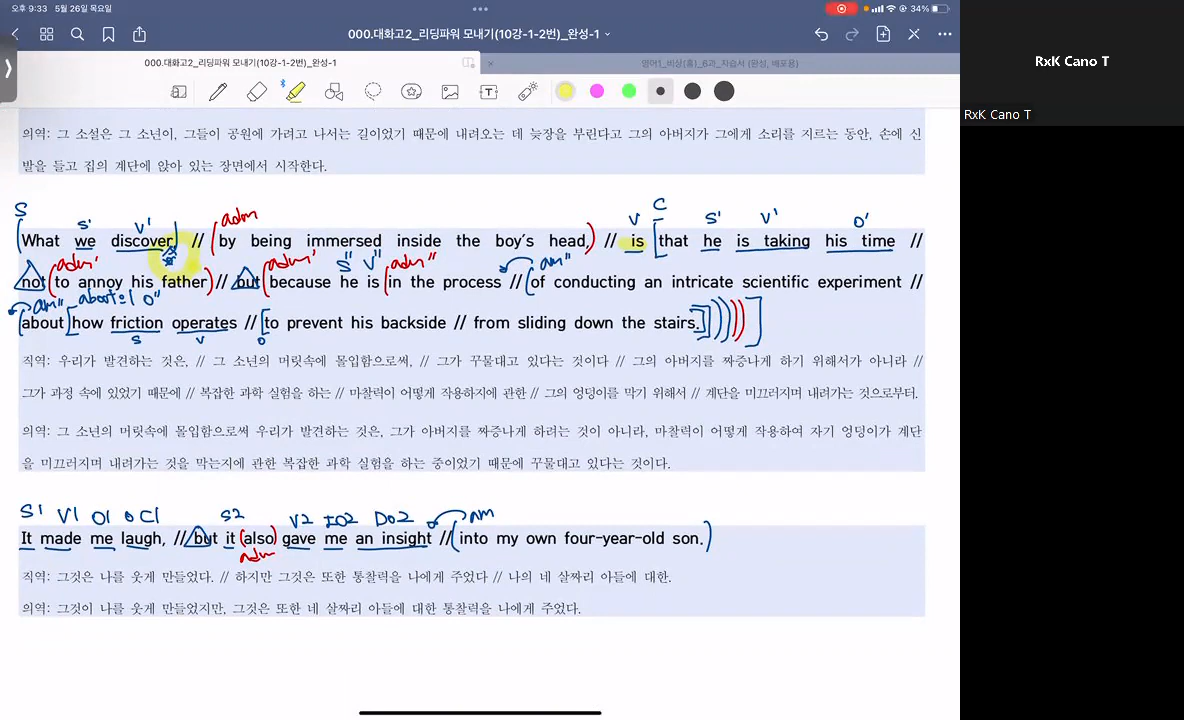 오후 9:33 5월 26일 목요일
34%
000.대화고2_리딩파워 모내기(10강-1-2번)_완성-1
000.대화고2_리딩파워 모내기(10강-1-2번)_완성-1
영어1_비상(홍)_6과_자습서 (완성, 배포용)
RxK Cano T
RxK Cano T
의역: 그 소설은 그 소년이, 그들이 공원에 가려고 나서는 길이었기 때문에 내려오는 데 늦장을 부린다고 그의 아버지가 그에게 소리를 지르는 동안, 손에 신
발을 들고 집의 계단에 앉아 있는 장면에서 시작한다.
S S' V' adm V C S' V' O'
What we discover // by being immersed inside the boy's head, // is that he is taking his time //
adm' adm' S" V" adm" am"
not to annoy his father // but because he is in the process // of conducting an intricate scientific experiment //
am" about의 O"
about how friction operates // to prevent his backside // from sliding down the stairs.
S V
직역: 우리가 발견하는 것은, // 그 소년의 머릿속에 몰입함으로써, // 그가 꾸물대고 있다는 것이다 // 그의 아버지를 짜증나게 하기 위해서가 아니라 //
그가 과정 속에 있었기 때문에 // 복잡한 과학 실험을 하는 // 마찰력이 어떻게 작용하지에 관한 // 그의 엉덩이를 막기 위해서 // 계단을 미끄러지며 내려가는 것으로부터.
의역: 그 소년의 머릿속에 몰입함으로써 우리가 발견하는 것은, 그가 아버지를 짜증나게 하려는 것이 아니라, 마찰력이 어떻게 작용하여 자기 엉덩이가 계단
을 미끄러지며 내려가는 것을 막는지에 관한 복잡한 과학 실험을 하는 중이었기 때문에 꾸물대고 있다는 것이다.
S1 V1 O1 OC1 S2 V2 IO2 DO2 am
It made me laugh, // but it also gave me an insight // into my own four-year-old son.
adm
직역: 그것은 나를 웃게 만들었다. // 하지만 그것은 또한 통찰력을 나에게 주었다 // 나의 네 살짜리 아들에 대한.
의역: 그것이 나를 웃게 만들었지만, 그것은 또한 네 살짜리 아들에 대한 통찰력을 나에게 주었다.